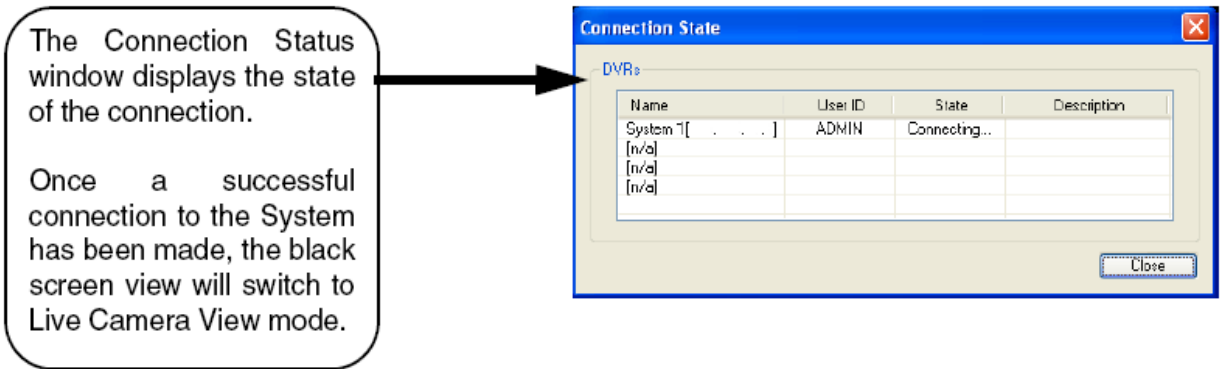 The Connection Status
window displays the state
of the connection.
Once a successful
connection to the System
has been made, the black
screen view will switch to
Live Camera View mode.
Connection State
DVRs
Name User ID State Description
System 1[ . . . ] ADMIN Connecting...
[n/a]
[n/a]
[n/a]
Close